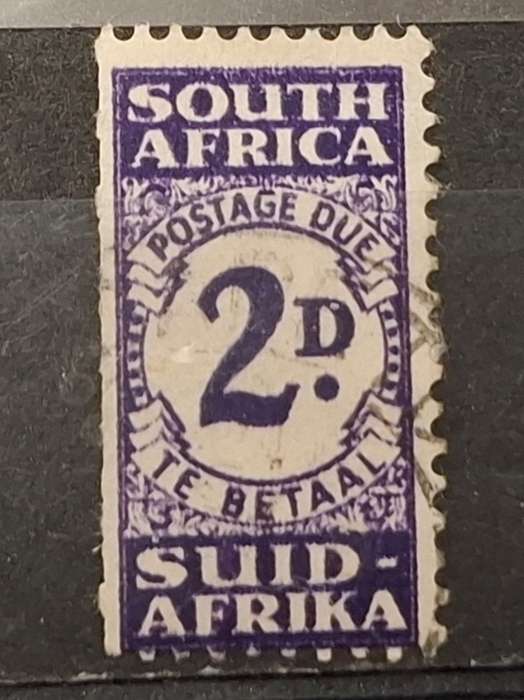 SOUTH
AFRICA
POSTAGE DUE
2D.
TE BETAAL
SUID-
AFRIKA